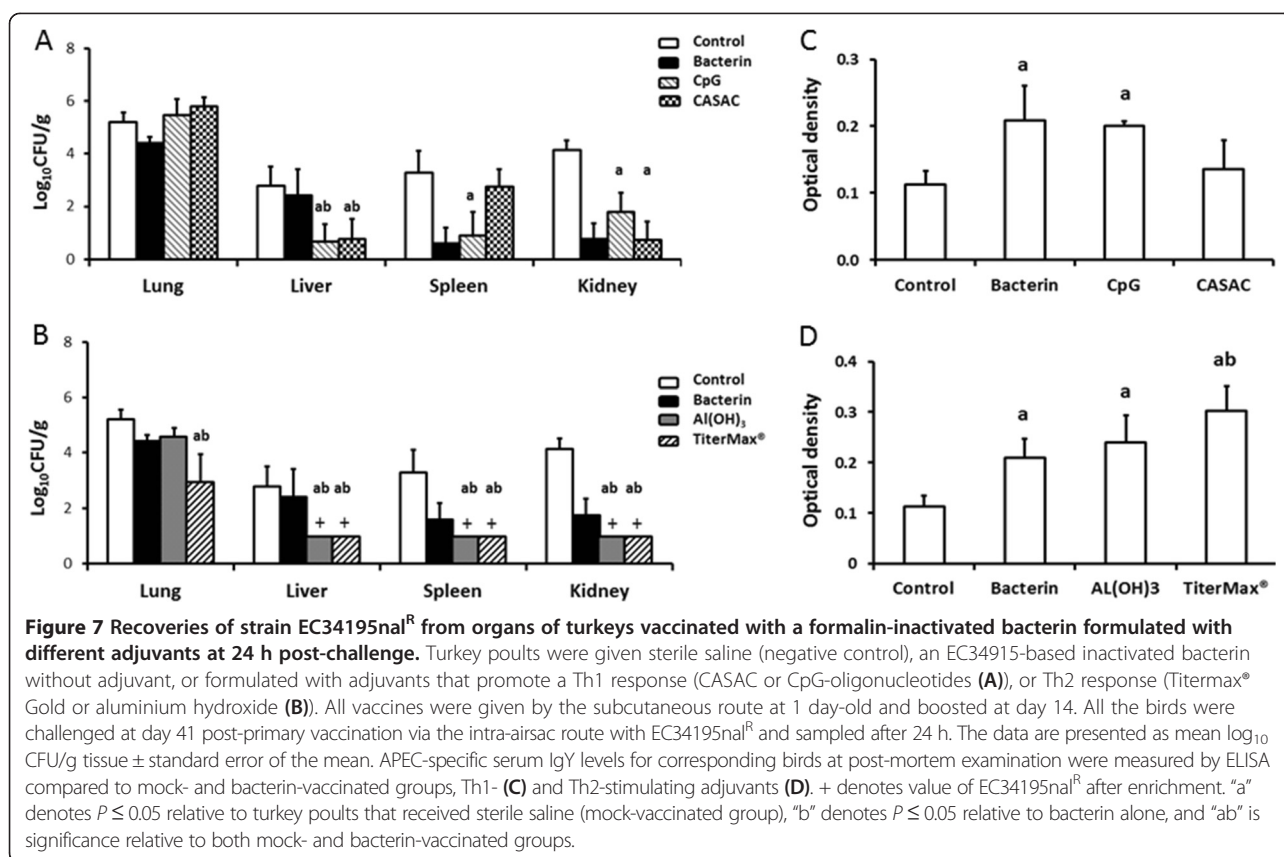 A
8
6
4
2
0
Log10CFU/g
Control
Bacterin
CpG
CASAC
ab
ab
a
a
a
Lung
Liver
Spleen
Kidney
C
0.3
0.2
0.1
0.0
Optical density
a
a
Control
Bacterin
CpG
CASAC
B
8
6
4
2
0
Log10CFU/g
Control
Bacterin
Al(OH)3
TiterMax®
ab
ab
ab
ab
ab
ab
ab
+
+
+
+
+
+
Lung
Liver
Spleen
Kidney
D
0.4
0.3
0.2
0.1
0
Optical density
a
a
ab
Control
Bacterin
AL(OH)3
TiterMax®
Figure 7 Recoveries of strain EC34195nalR from organs of turkeys vaccinated with a formalin-inactivated bacterin formulated with
different adjuvants at 24 h post-challenge. Turkey poults were given sterile saline (negative control), an EC34915-based inactivated bacterin
without adjuvant, or formulated with adjuvants that promote a Th1 response (CASAC or CpG-oligonucleotides (A)), or Th2 response (Titermax®
Gold or aluminium hydroxide (B)). All vaccines were given by the subcutaneous route at 1 day-old and boosted at day 14. All the birds were
challenged at day 41 post-primary vaccination via the intra-airsac route with EC34195nalR and sampled after 24 h. The data are presented as mean log10
CFU/g tissue ± standard error of the mean. APEC-specific serum IgY levels for corresponding birds at post-mortem examination were measured by ELISA
compared to mock- and bacterin-vaccinated groups, Th1- (C) and Th2-stimulating adjuvants (D). + denotes value of EC34195nalR after enrichment. "a"
denotes P ≤ 0.05 relative to turkey poults that received sterile saline (mock-vaccinated group), "b" denotes P ≤ 0.05 relative to bacterin alone, and "ab" is
significance relative to both mock- and bacterin-vaccinated groups.